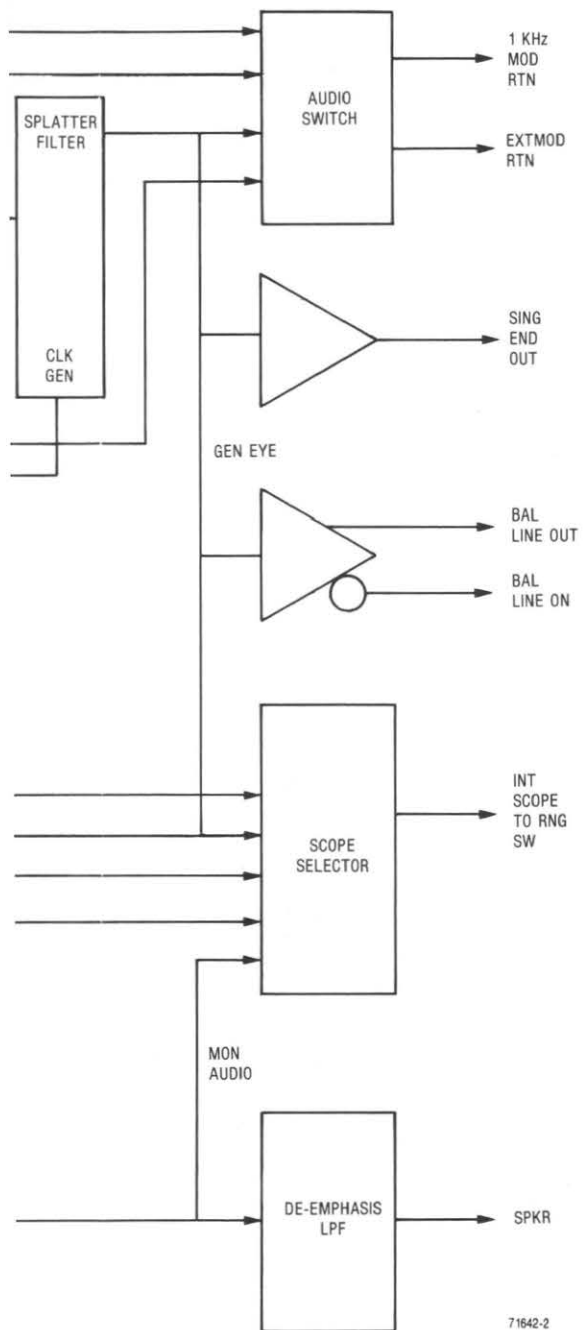 1 KHz
MOD
RTN
SPLATTER
FILTER
AUDIO
SWITCH
EXTMOD
RTN
CLK
GEN
SING
END
OUT
GEN EYE
BAL
LINE OUT
BAL
LINE ON
INT
SCOPE
TO RNG
SW
SCOPE
SELECTOR
MON
AUDIO
DE-EMPHASIS
LPF
SPKR
71642-2